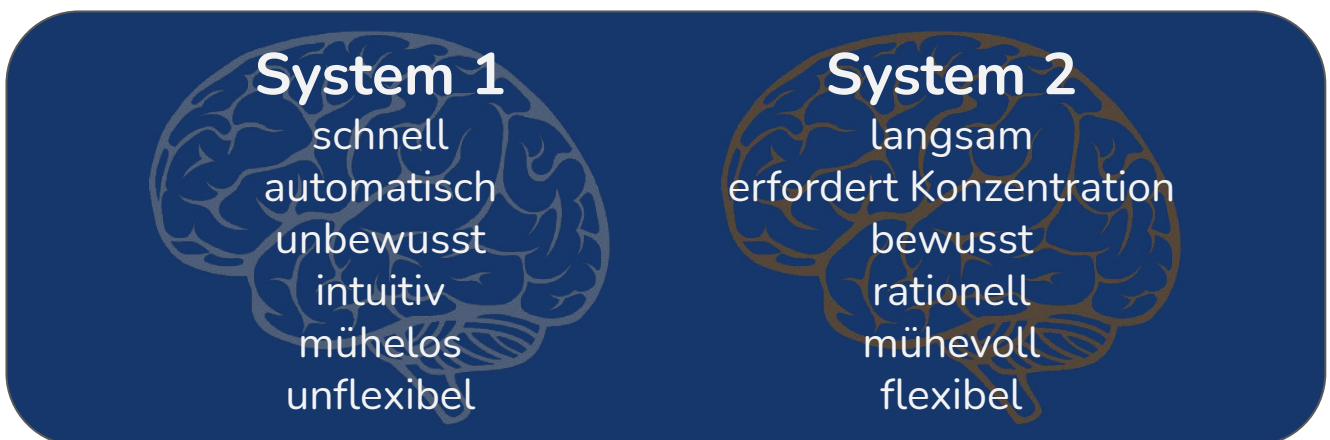 System 1
schnell
automatisch
unbewusst
intuitiv
mühelos
unflexibel
System 2
langsam
erfordert Konzentration
bewusst
rationell
mühevoll
flexibel